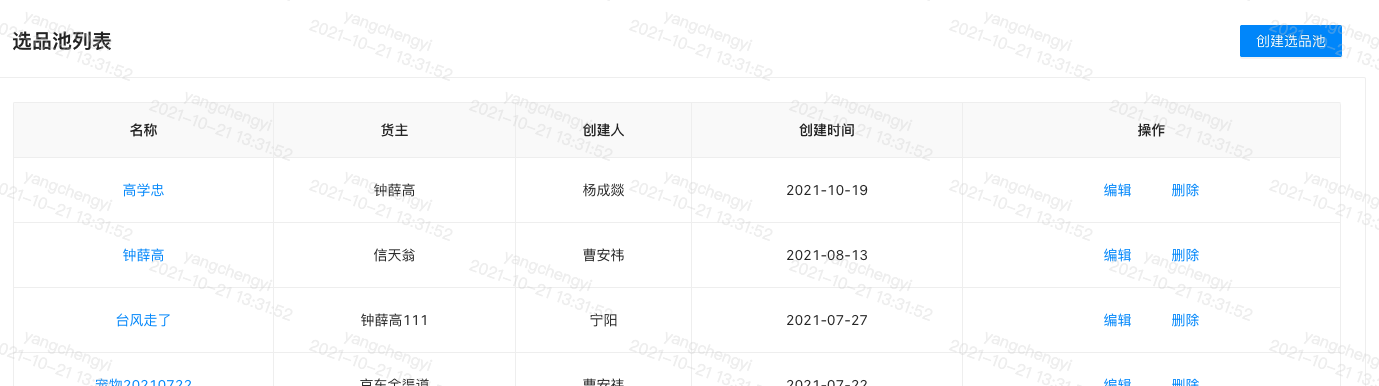 选品池列表 创建选品池
名称 货主 创建人 创建时间 操作
高学忠 钟薛高 杨成燚 2021-10-19 编辑 删除
钟薛高 信天翁 曹安祎 2021-08-13 编辑 删除
台风走了 钟薛高111 宁阳 2021-07-27 编辑 删除
宠物20210722 京东全渠道 曹安祎 2021-07-22 编辑 删除
yangchengyi
2021-10-21 13:31:52